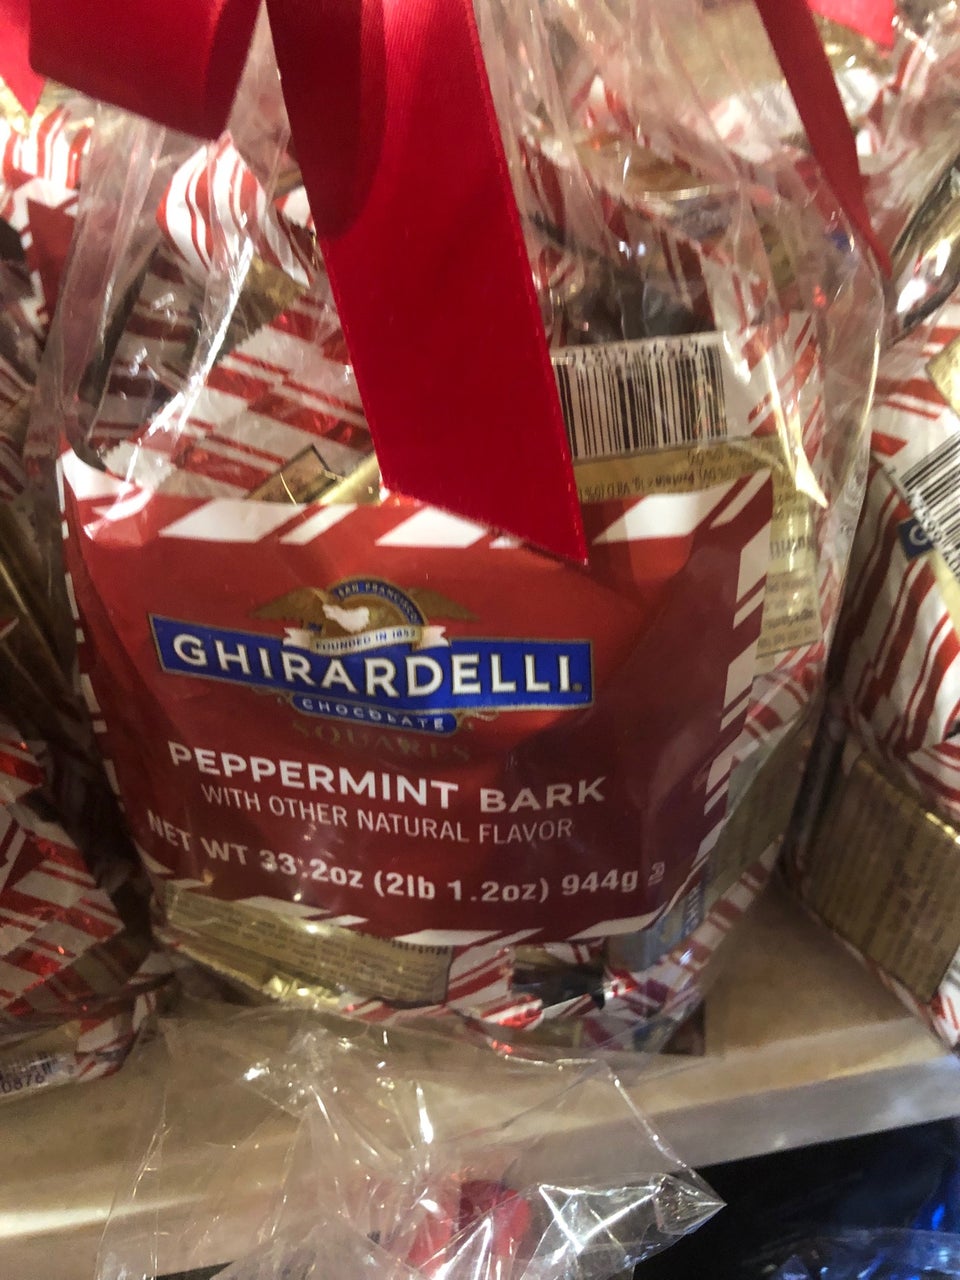 SAN FRANCISCO
FOUNDED IN 1852
GHIRARDELLI
CHOCOLATE
SQUARES
PEPPERMINT BARK
WITH OTHER NATURAL FLAVOR
NET WT 33.2oz (2lb 1.2oz) 944g